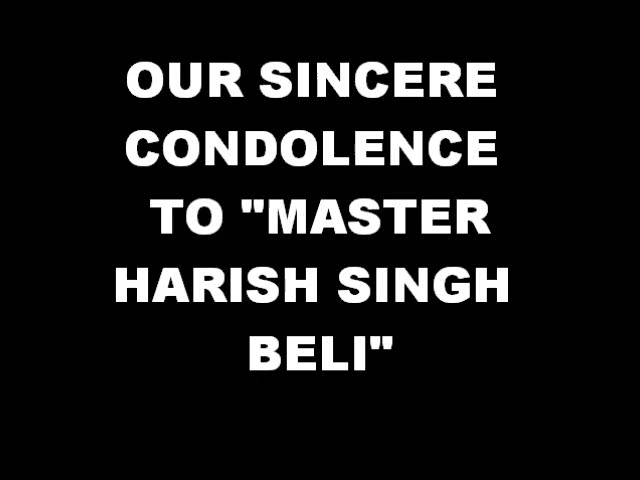 OUR SINCERE
CONDOLENCE
TO "MASTER
HARISH SINGH
BELI"